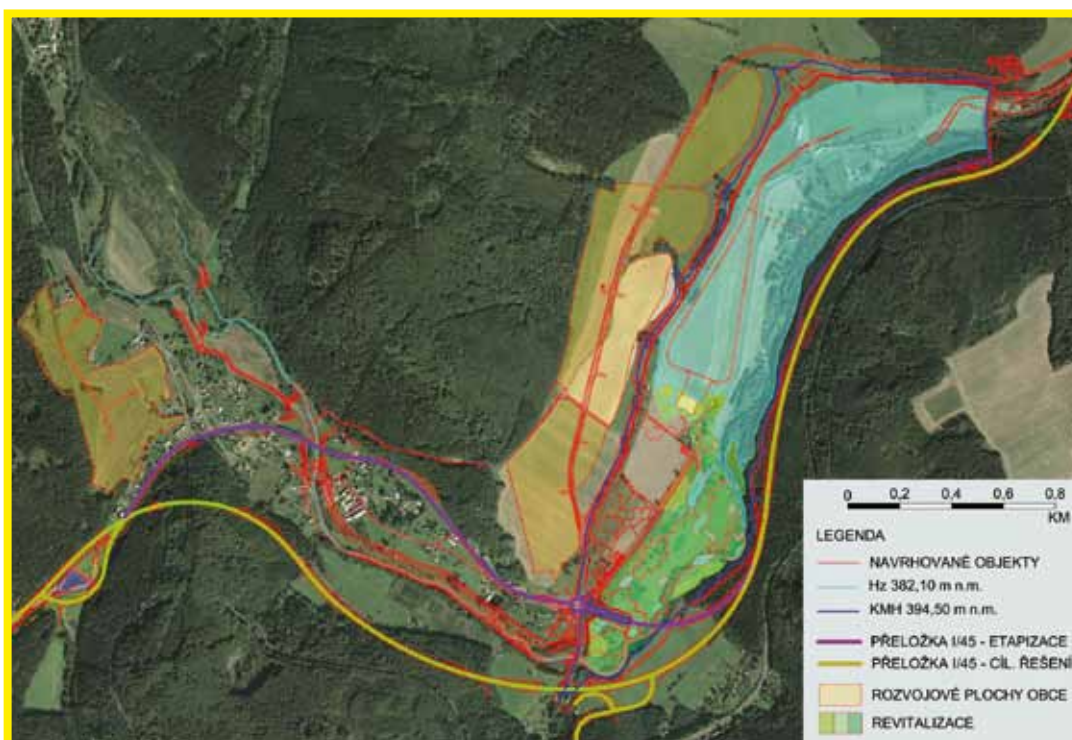 0 0,2 0,4 0,6 0,8
KM
LEGENDA
NAVRHOVANÉ OBJEKTY
Hz 382,10 m n.m.
KMH 394,50 m n.m.
PŘELOŽKA I/45 - ETAPIZACE
PŘELOŽKA I/45 - CÍL. ŘEŠENÍ
ROZVOJOVÉ PLOCHY OBCE
REVITALIZACE